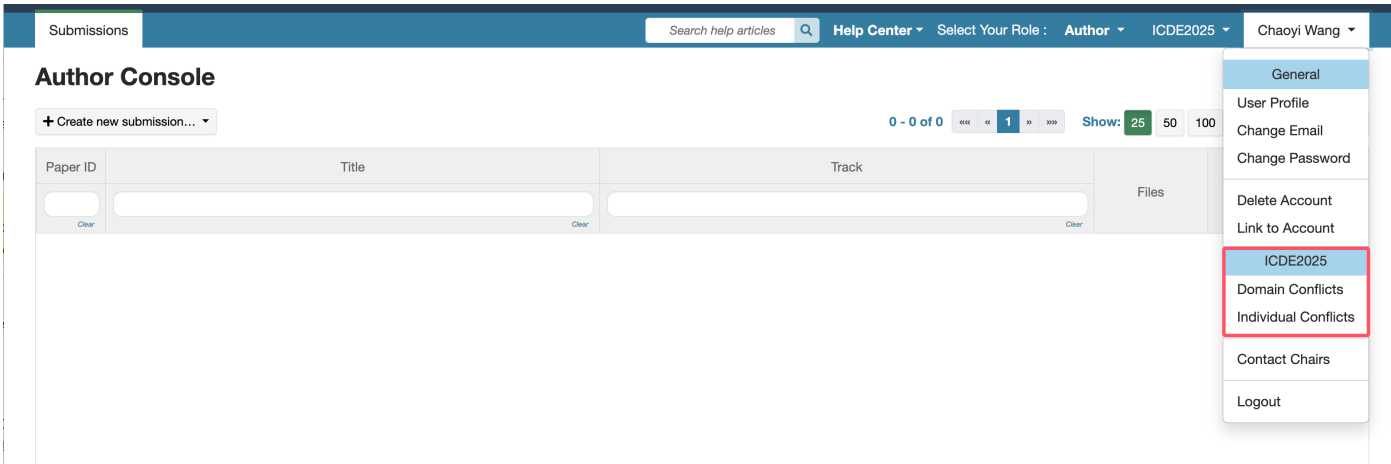 Submissions
Search help articles
Help Center
Select Your Role :
Author
ICDE2025
Chaoyi Wang
Author Console
+ Create new submission...
0 - 0 of 0
«« « 1 » »»
Show: 25 50 100
Paper ID
Title
Track
Files
Clear
Clear
Clear
General
User Profile
Change Email
Change Password
Delete Account
Link to Account
ICDE2025
Domain Conflicts
Individual Conflicts
Contact Chairs
Logout